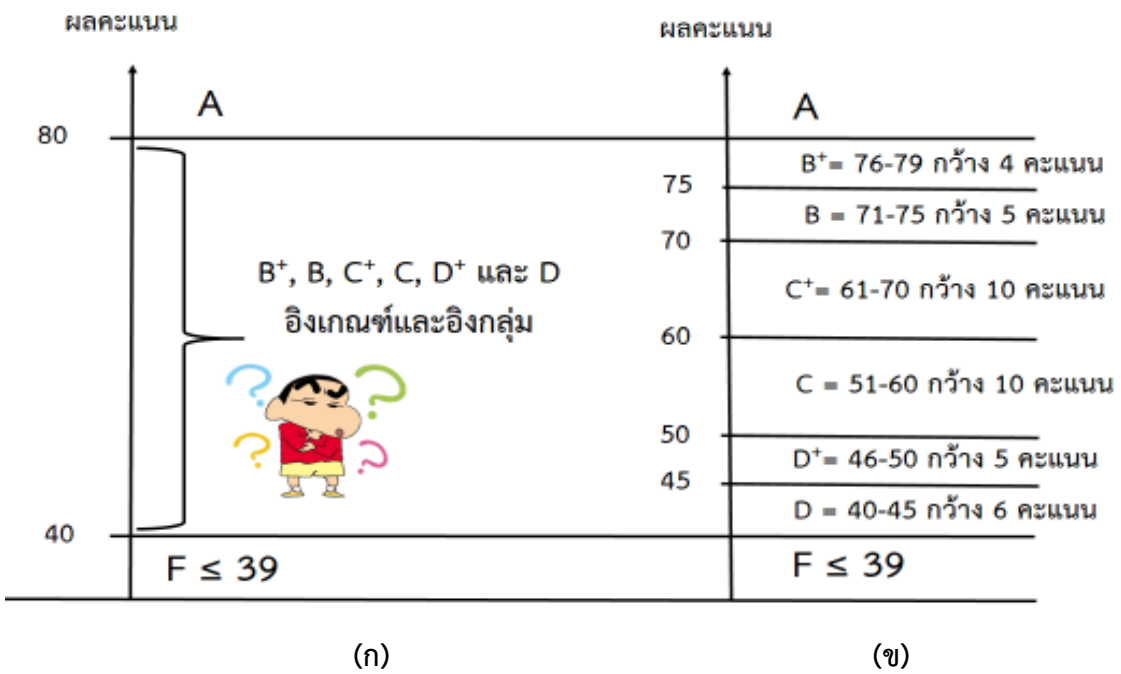 ผลคะแนน
A
80
B⁺, B, C⁺, C, D⁺ และ D
อิงเกณฑ์และอิงกลุ่ม
? ? ? ?
40
F ≤ 39
(ก)
ผลคะแนน
A
B⁺= 76-79 กว้าง 4 คะแนน
75
B = 71-75 กว้าง 5 คะแนน
70
C⁺= 61-70 กว้าง 10 คะแนน
60
C = 51-60 กว้าง 10 คะแนน
50
D⁺= 46-50 กว้าง 5 คะแนน
45
D = 40-45 กว้าง 6 คะแนน
F ≤ 39
(ข)